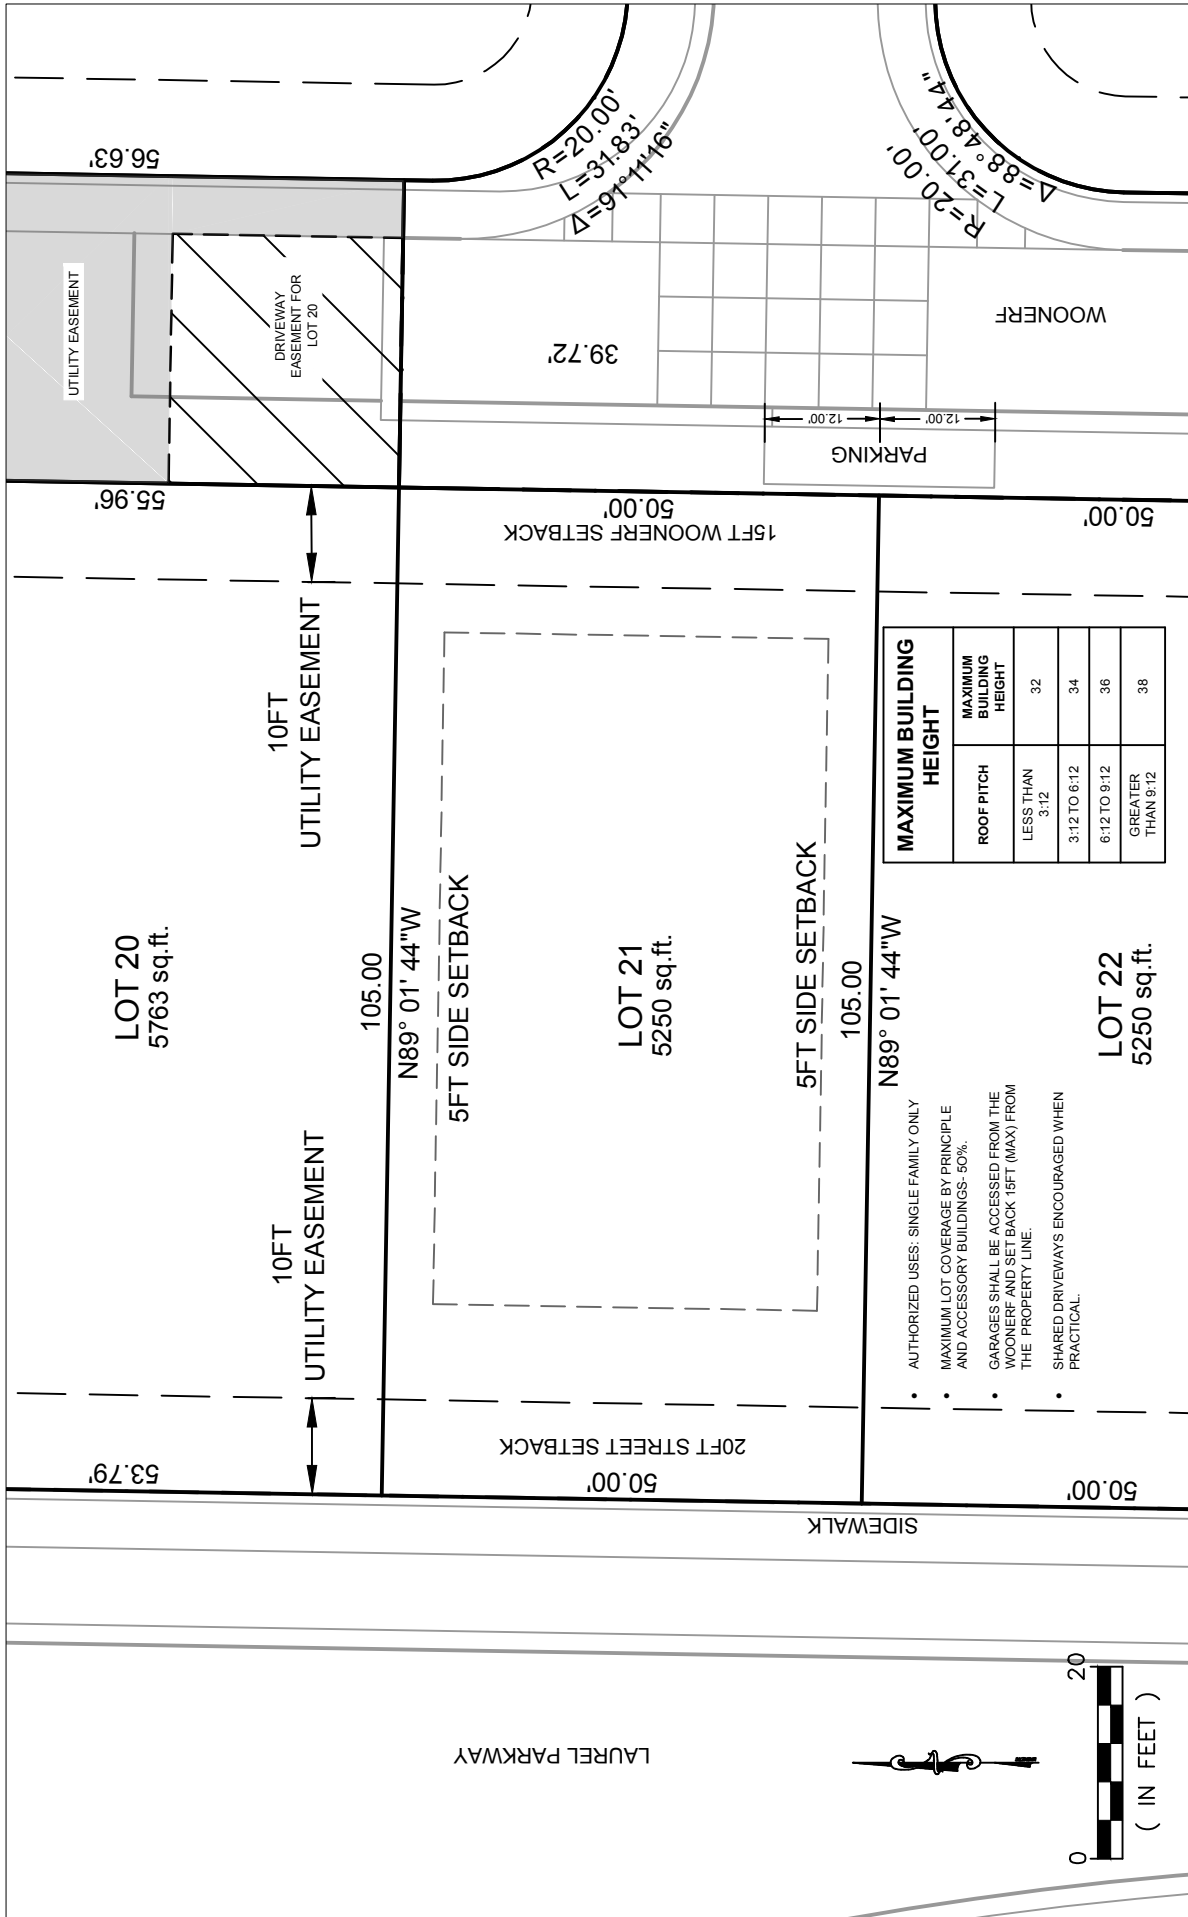 56.63'
UTILITY EASEMENT
DRIVEWAY
EASEMENT FOR
LOT 20
R=20.00'
L=31.83'
Δ=91°11'16"
R=20.00'
L=31.00'
Δ=88°48'44"
39.72'
WOONERF
12.00'
12.00'
PARKING
55.96'
50.00'
50.00'
15FT WOONERF SETBACK
10FT
UTILITY EASEMENT
LOT 20
5763 sq.ft.
10FT
UTILITY EASEMENT
105.00
N89° 01' 44"W
5FT SIDE SETBACK
LOT 21
5250 sq.ft.
5FT SIDE SETBACK
105.00
N89° 01' 44"W
MAXIMUM BUILDING
HEIGHT
ROOF PITCH
MAXIMUM
BUILDING
HEIGHT
LESS THAN
3:12
32
3:12 TO 6:12
34
6:12 TO 9:12
36
GREATER
THAN 9:12
38
LOT 22
5250 sq.ft.
• AUTHORIZED USES: SINGLE FAMILY ONLY
• MAXIMUM LOT COVERAGE BY PRINCIPLE
AND ACCESSORY BUILDINGS- 50%.
• GARAGES SHALL BE ACCESSED FROM THE
WOONERF AND SET BACK 15FT (MAX) FROM
THE PROPERTY LINE.
• SHARED DRIVEWAYS ENCOURAGED WHEN
PRACTICAL.
20FT STREET SETBACK
53.79'
50.00'
50.00'
SIDEWALK
LAUREL PARKWAY
0
20
( IN FEET )